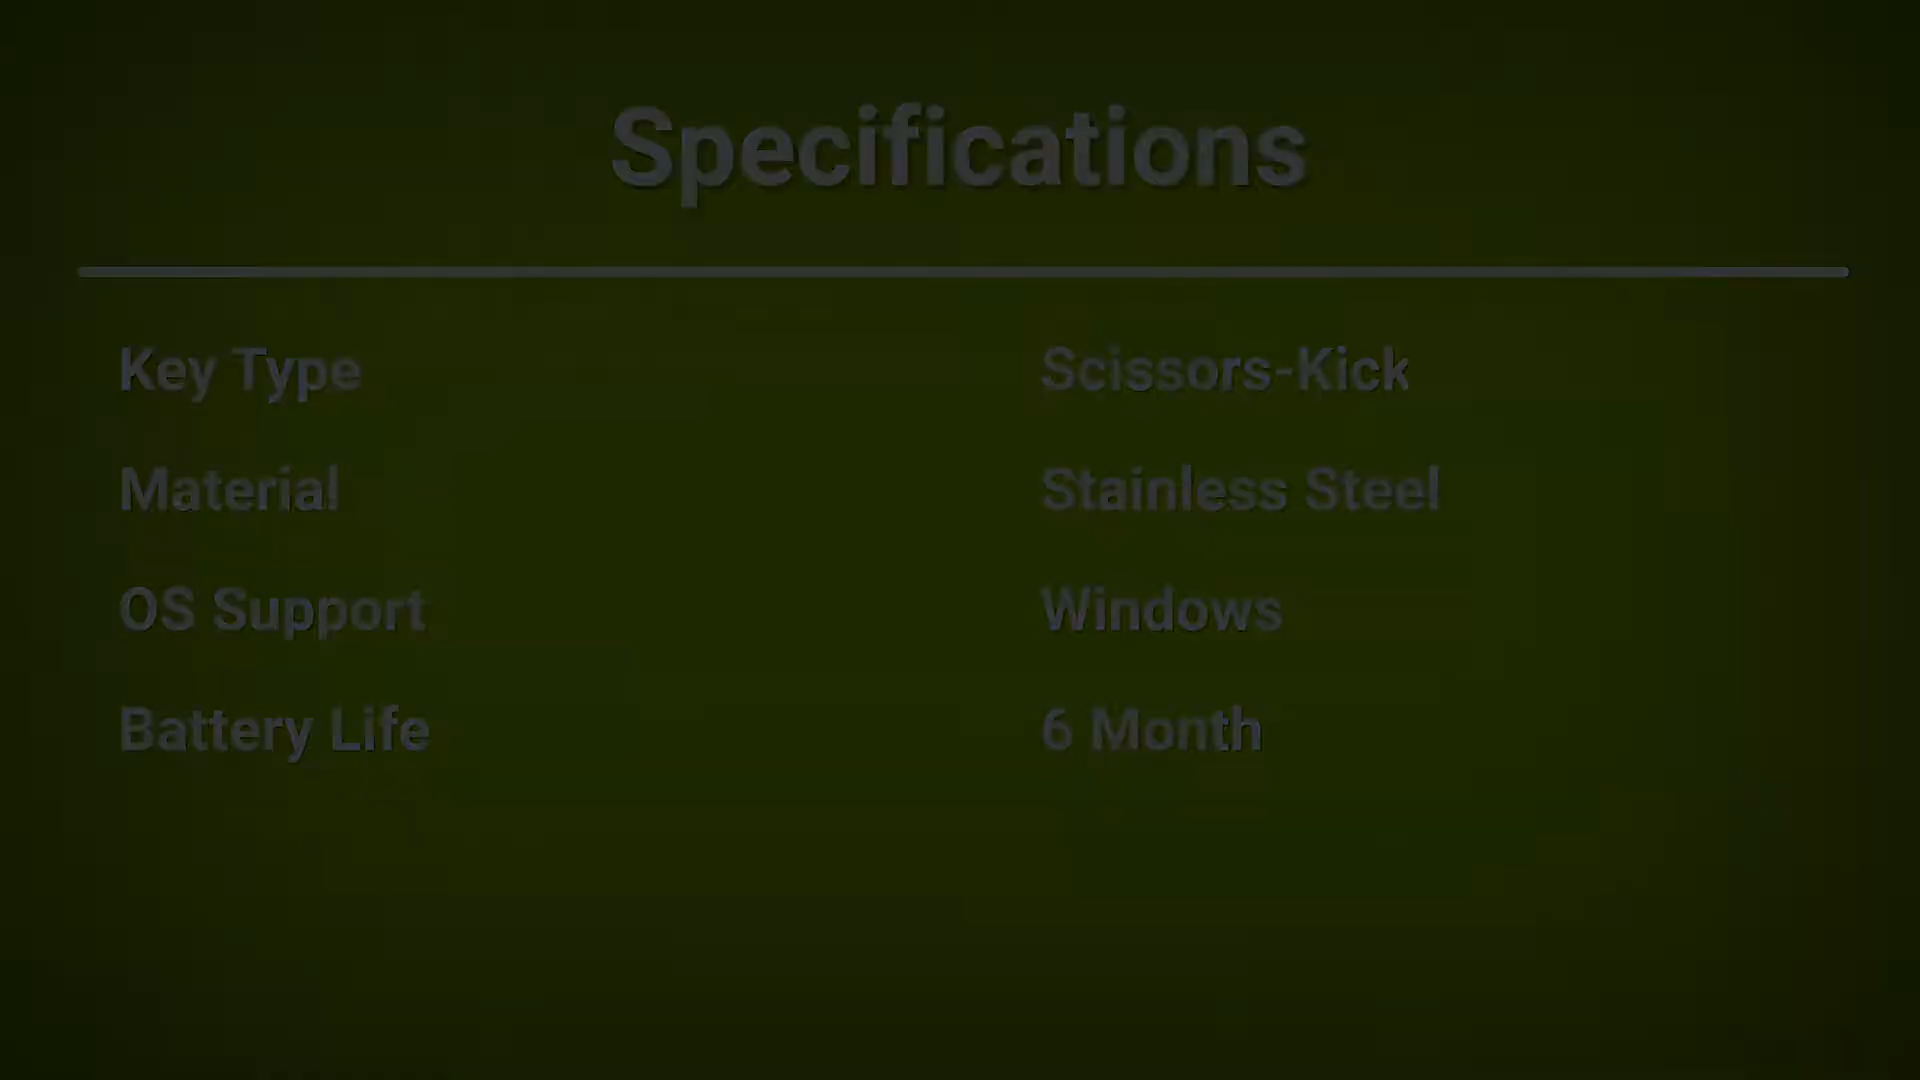 Specifications
Key Type Scissors-Kick
Material Stainless Steel
OS Support Windows
Battery Life 6 Month